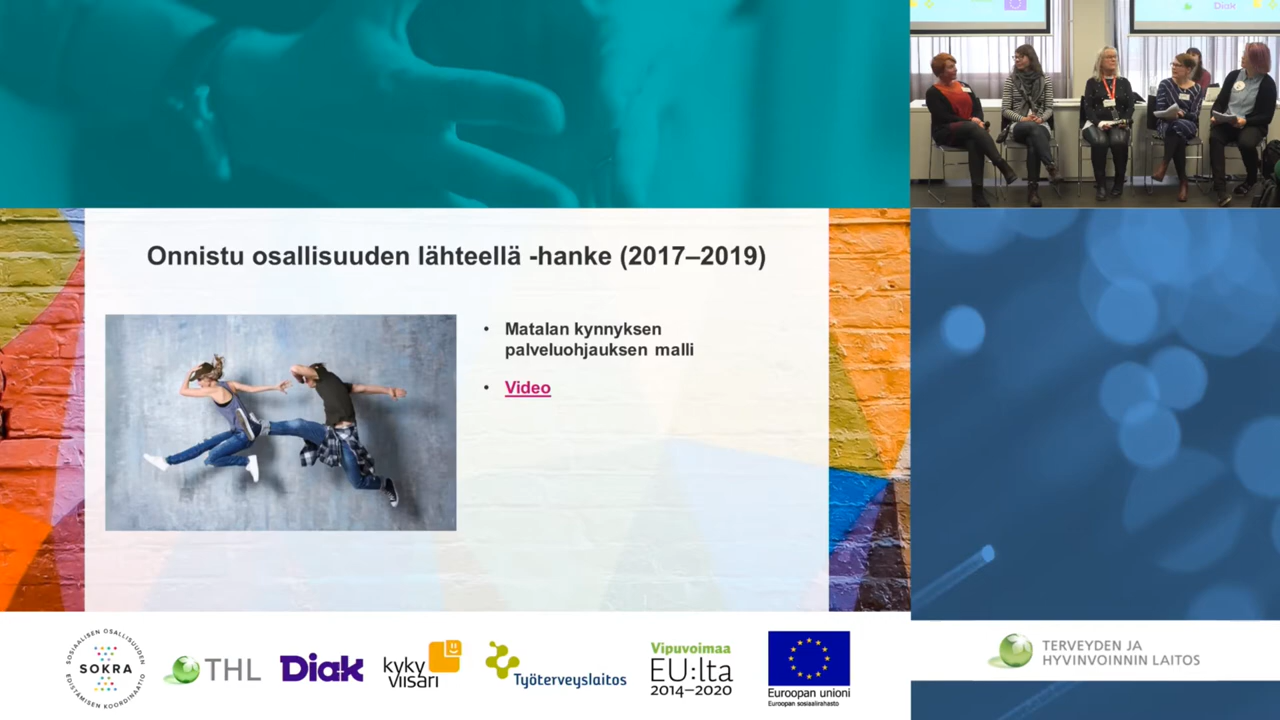 Diak
Onnistu osallisuuden lähteellä -hanke (2017–2019)
• Matalan kynnyksen
palveluohjauksen malli
• Video
SOSIAALISEN OSALLISUUDEN
SOKRA
EDISTÄMISEN KOORDINAATIO
THL
Diak
kyky
viisari
Työterveyslaitos
Vipuvoimaa
EU:lta
2014–2020
Euroopan unioni
Euroopan sosiaalirahasto
TERVEYDEN JA
HYVINVOINNIN LAITOS